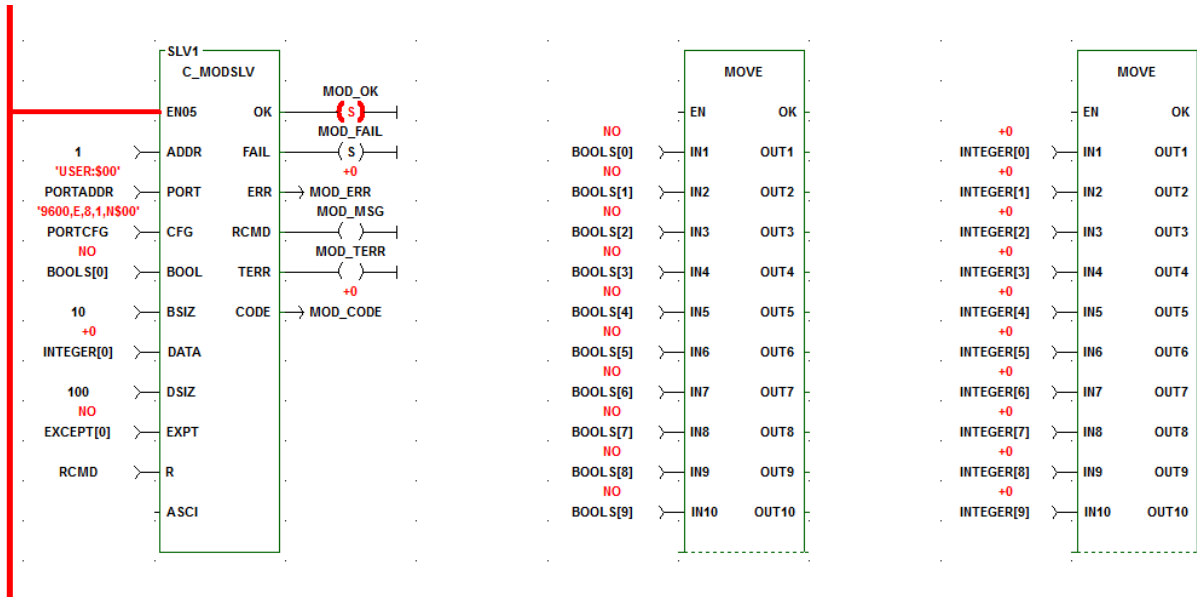 SLV1
C_MODSLV
MOD_OK
EN05 OK ( S )
MOD_FAIL
1 ADDR FAIL ( S )
'USER:$00' +0
PORTADDR PORT ERR MOD_ERR
'9600,E,8,1,N$00' MOD_MSG
PORTCFG CFG RCMD ( )
NO MOD_TERR
BOOLS[0] BOOL TERR ( )
+0
10 BSIZ CODE MOD_CODE
+0
INTEGER[0] DATA
100 DSIZ
NO
EXCEPT[0] EXPT
RCMD R
ASCI
MOVE
EN OK
NO
BOOLS[0] IN1 OUT1
NO
BOOLS[1] IN2 OUT2
NO
BOOLS[2] IN3 OUT3
NO
BOOLS[3] IN4 OUT4
NO
BOOLS[4] IN5 OUT5
NO
BOOLS[5] IN6 OUT6
NO
BOOLS[6] IN7 OUT7
NO
BOOLS[7] IN8 OUT8
NO
BOOLS[8] IN9 OUT9
NO
BOOLS[9] IN10 OUT10
MOVE
EN OK
+0
INTEGER[0] IN1 OUT1
+0
INTEGER[1] IN2 OUT2
+0
INTEGER[2] IN3 OUT3
+0
INTEGER[3] IN4 OUT4
+0
INTEGER[4] IN5 OUT5
+0
INTEGER[5] IN6 OUT6
+0
INTEGER[6] IN7 OUT7
+0
INTEGER[7] IN8 OUT8
+0
INTEGER[8] IN9 OUT9
+0
INTEGER[9] IN10 OUT10